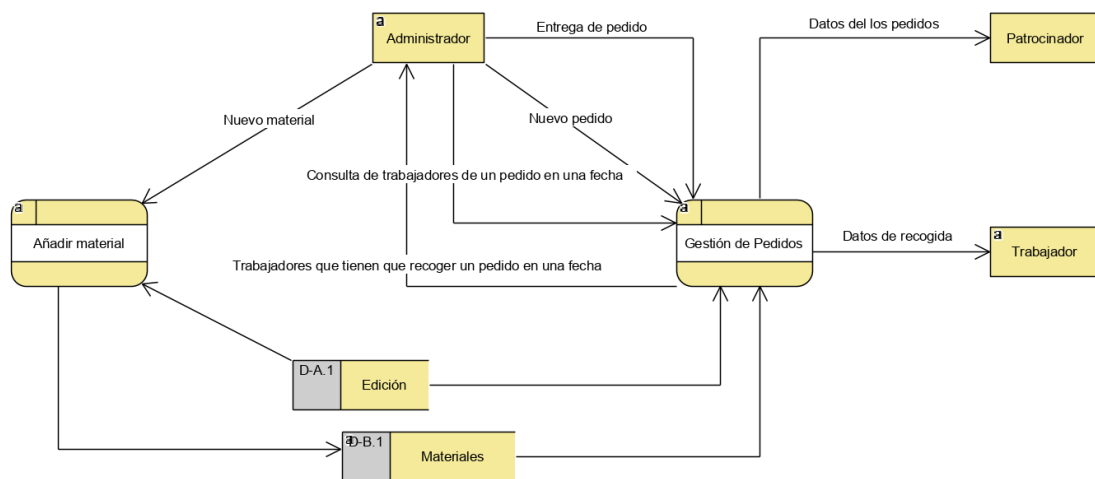 a
Administrador
Entrega de pedido
Datos del los pedidos
Patrocinador
Nuevo material
Nuevo pedido
Consulta de trabajadores de un pedido en una fecha
a
Añadir material
a
Gestión de Pedidos
Datos de recogida
a
Trabajador
Trabajadores que tienen que recoger un pedido en una fecha
D-A.1
Edición
a
D-B.1
Materiales